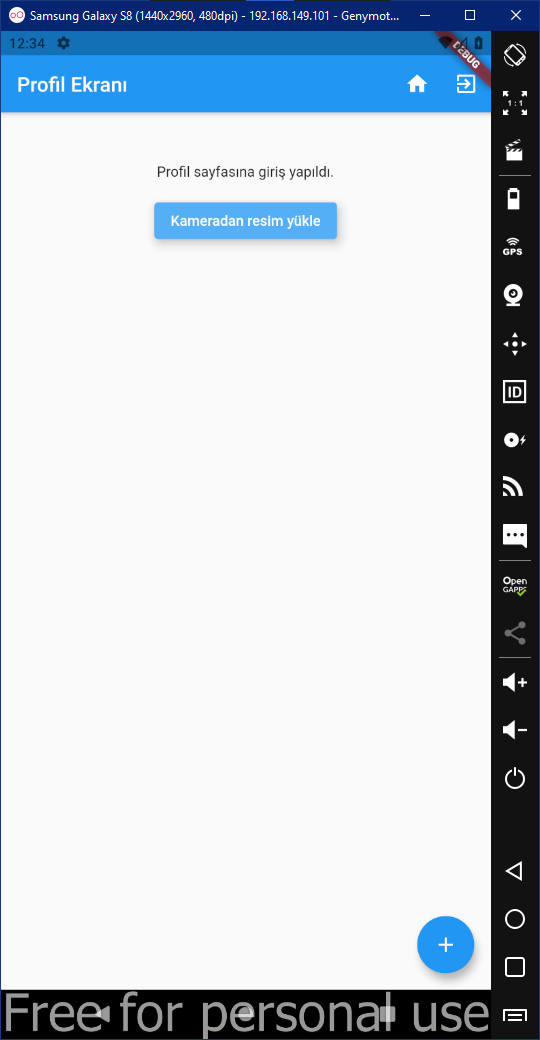 Samsung Galaxy S8 (1440x2960, 480dpi) - 192.168.149.101 - Genymot...
12:34
DEBUG
Profil Ekranı
1:1
Profil sayfasına giriş yapıldı.
Kameradan resim yükle
GPS
ID
Open
GAPPS
+
Free for personal use